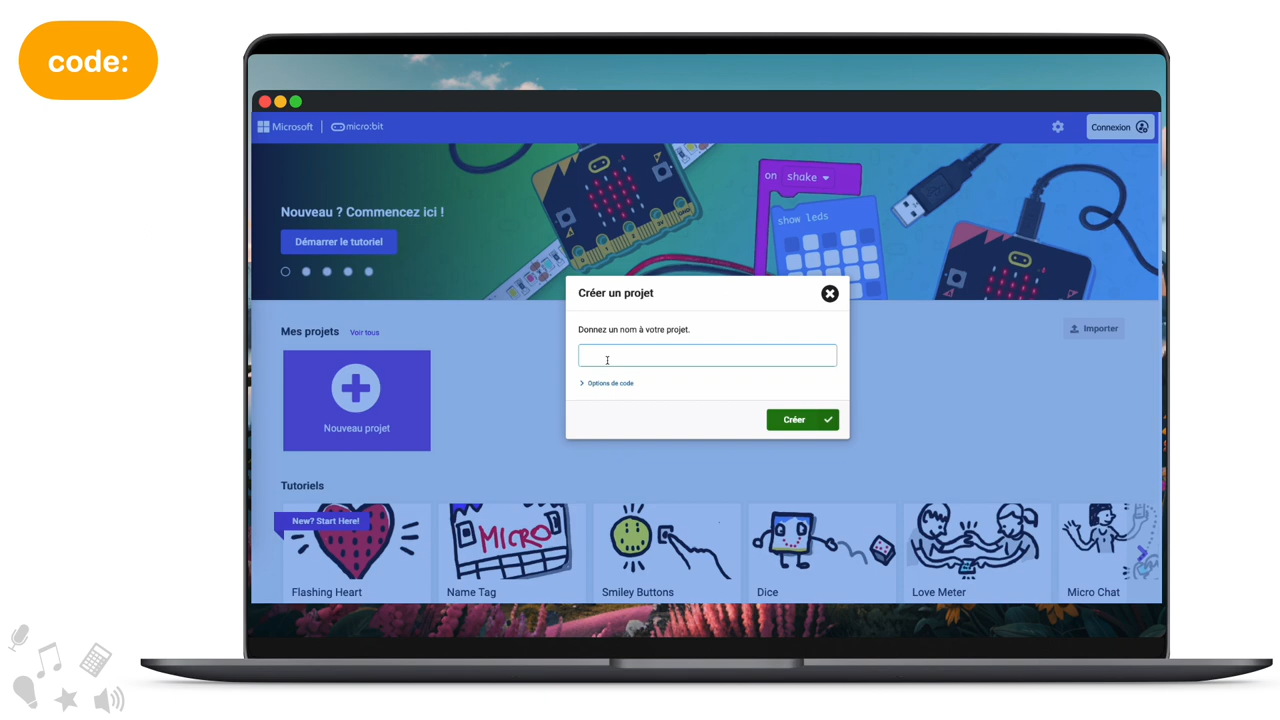 code:
Microsoft | micro:bit
Connexion
Nouveau ? Commencez ici !
Démarrer le tutoriel
on shake
show leds
Créer un projet
Donnez un nom à votre projet.
Options de code
Créer
Mes projets Voir tous
Importer
Nouveau projet
Tutoriels
New? Start Here!
MICRO
Flashing Heart
Name Tag
Smiley Buttons
Dice
Love Meter
Micro Chat